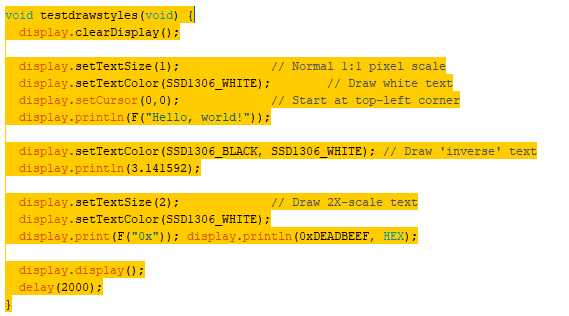 void testdrawstyles(void) {
display.clearDisplay();
display.setTextSize(1); // Normal 1:1 pixel scale
display.setTextColor(SSD1306_WHITE); // Draw white text
display.setCursor(0,0); // Start at top-left corner
display.println(F("Hello, world!"));
display.setTextColor(SSD1306_BLACK, SSD1306_WHITE); // Draw 'inverse' text
display.println(3.141592);
display.setTextSize(2); // Draw 2X-scale text
display.setTextColor(SSD1306_WHITE);
display.print(F("0x")); display.println(0xDEADBEEF, HEX);
display.display();
delay(2000);
}